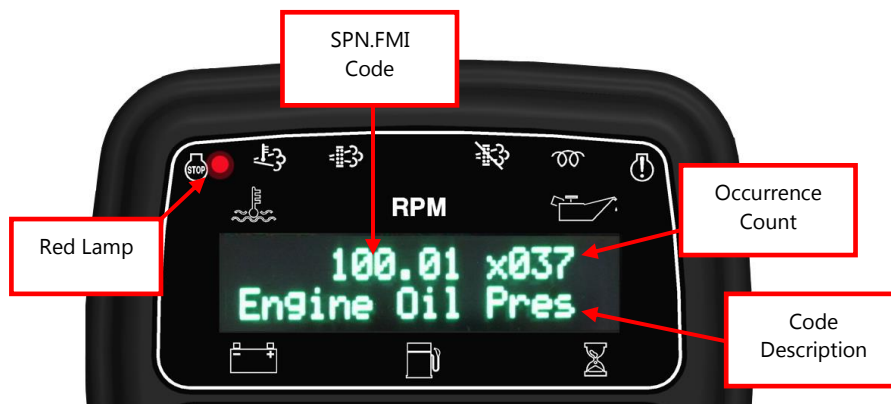 SPN.FMI
Code
STOP
RPM
Red Lamp
100.01 x037
Engine Oil Pres
Occurrence
Count
Code
Description